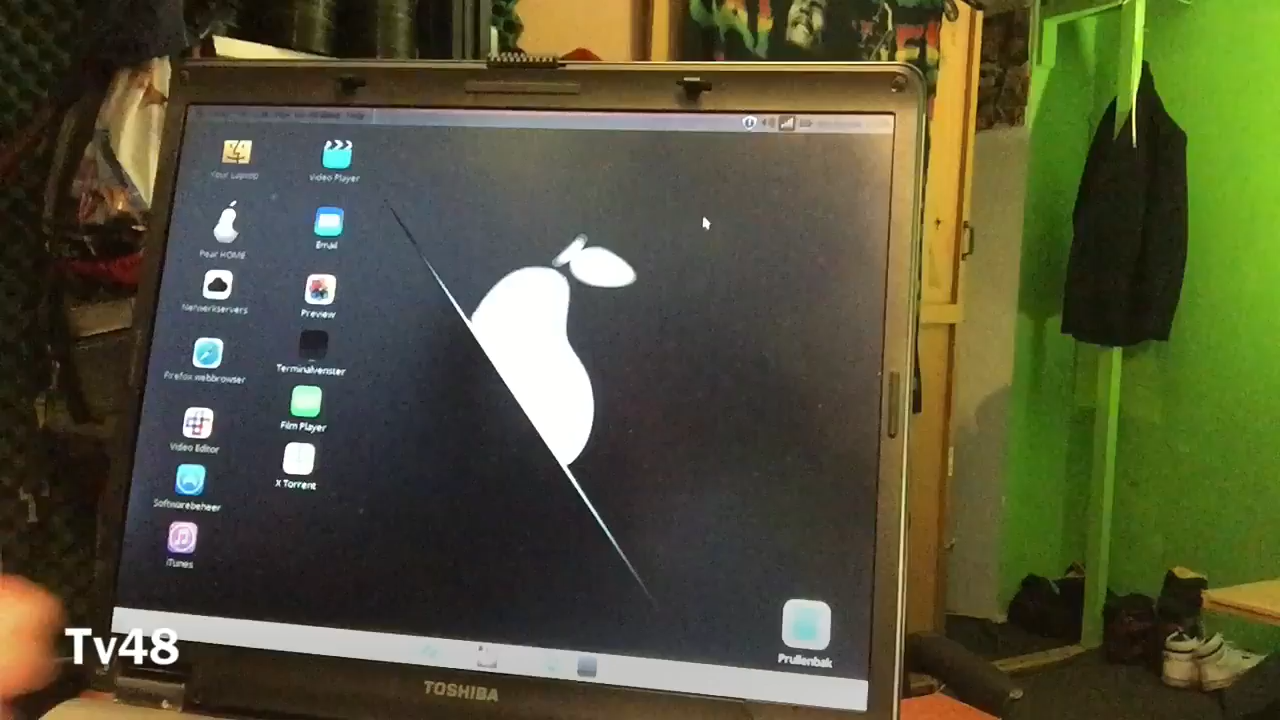 Your Laptop
Video Player
Pear HOME
Email
Netwerkservers
Preview
Firefox webbrowser
Terminalvenster
Video Editor
Film Player
Softwarebeheer
X Torrent
iTunes
Prullenbak
Tv48
TOSHIBA